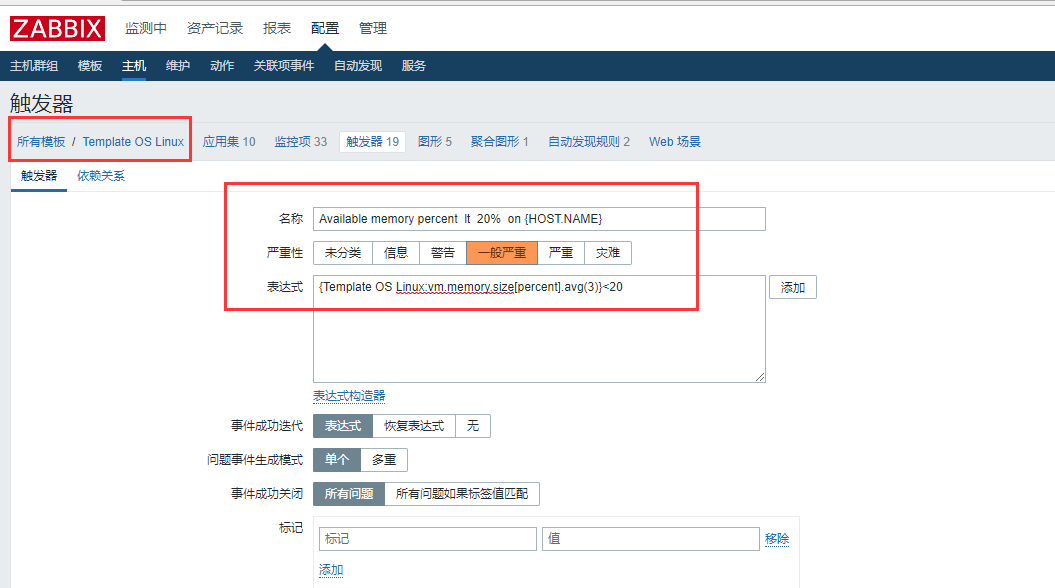 ZABBIX 监测中 资产记录 报表 配置 管理
主机群组 模板 主机 维护 动作 关联项事件 自动发现 服务
触发器
所有模板 / Template OS Linux 应用集 10 监控项 33 触发器 19 图形 5 聚合图形 1 自动发现规则 2 Web 场景
触发器 依赖关系
名称 Available memory percent lt 20% on {HOST.NAME}
严重性 未分类 信息 警告 一般严重 严重 灾难
表达式 {Template OS Linux:vm.memory.size[percent].avg(3)}<20 添加
表达式构造器
事件成功迭代 表达式 恢复表达式 无
问题事件生成模式 单个 多重
事件成功关闭 所有问题 所有问题如果标签值匹配
标记 标记 值 移除
添加